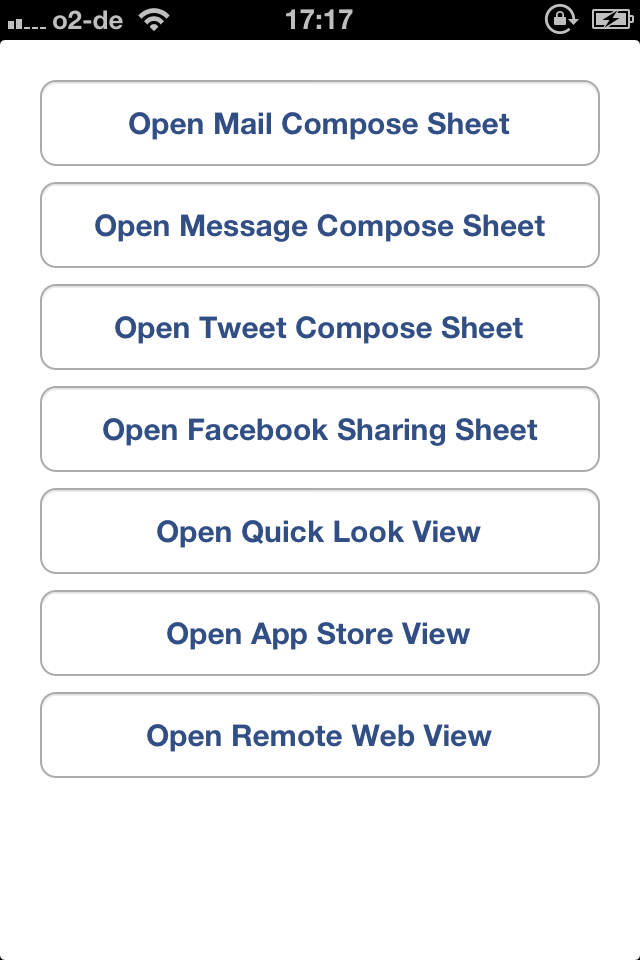 o2-de 17:17
Open Mail Compose Sheet
Open Message Compose Sheet
Open Tweet Compose Sheet
Open Facebook Sharing Sheet
Open Quick Look View
Open App Store View
Open Remote Web View